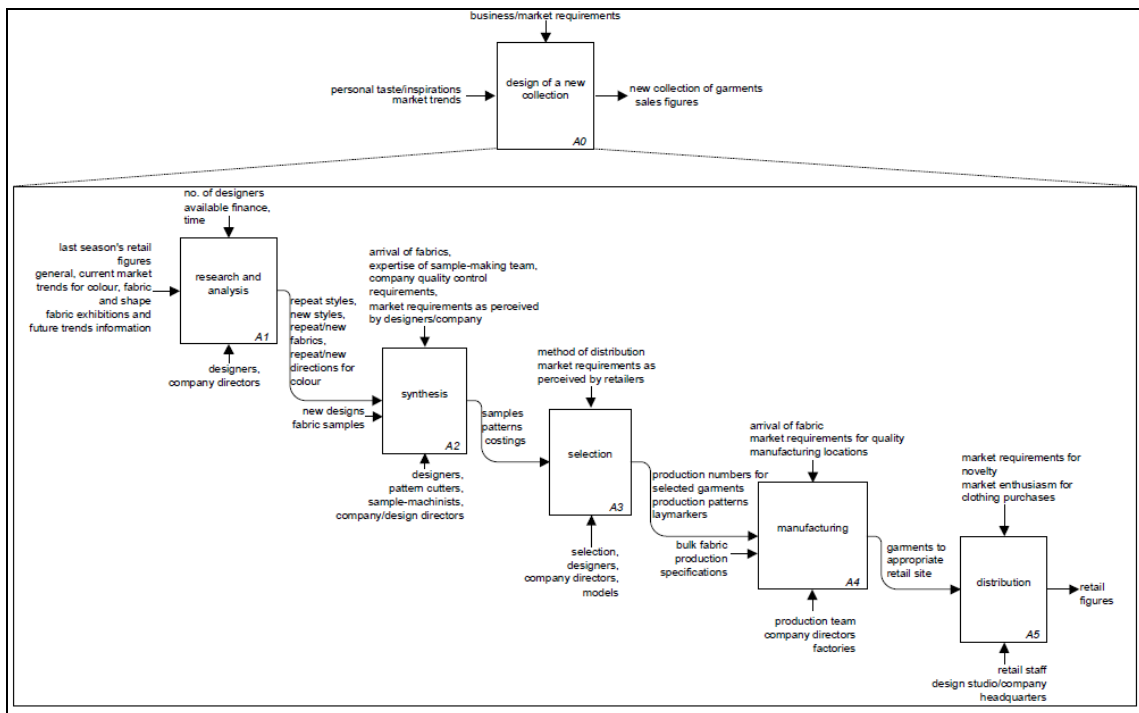 business/market requirements
design of a new
collection
A0
personal taste/inspirations
market trends
new collection of garments
sales figures
no. of designers
available finance,
time
last season's retail
figures
general, current market
trends for colour, fabric
and shape
fabric exhibitions and
future trends information
research and
analysis
A1
designers,
company directors
repeat styles,
new styles,
repeat/new
fabrics,
repeat/new
directions for
colour
arrival of fabrics,
expertise of sample-making team,
company quality control
requirements,
market requirements as perceived
by designers/company
new designs
fabric samples
synthesis
A2
designers,
pattern cutters,
sample-machinists,
company/design directors
samples
patterns
costings
method of distribution
market requirements as
perceived by retailers
selection
A3
selection,
designers,
company directors,
models
production numbers for
selected garments
production patterns
laymarkers
bulk fabric
production
specifications
arrival of fabric
market requirements for quality
manufacturing locations
manufacturing
A4
production team
company directors
factories
garments to
appropriate
retail site
market requirements for
novelty
market enthusiasm for
clothing purchases
distribution
A5
retail
figures
retail staff
design studio/company
headquarters